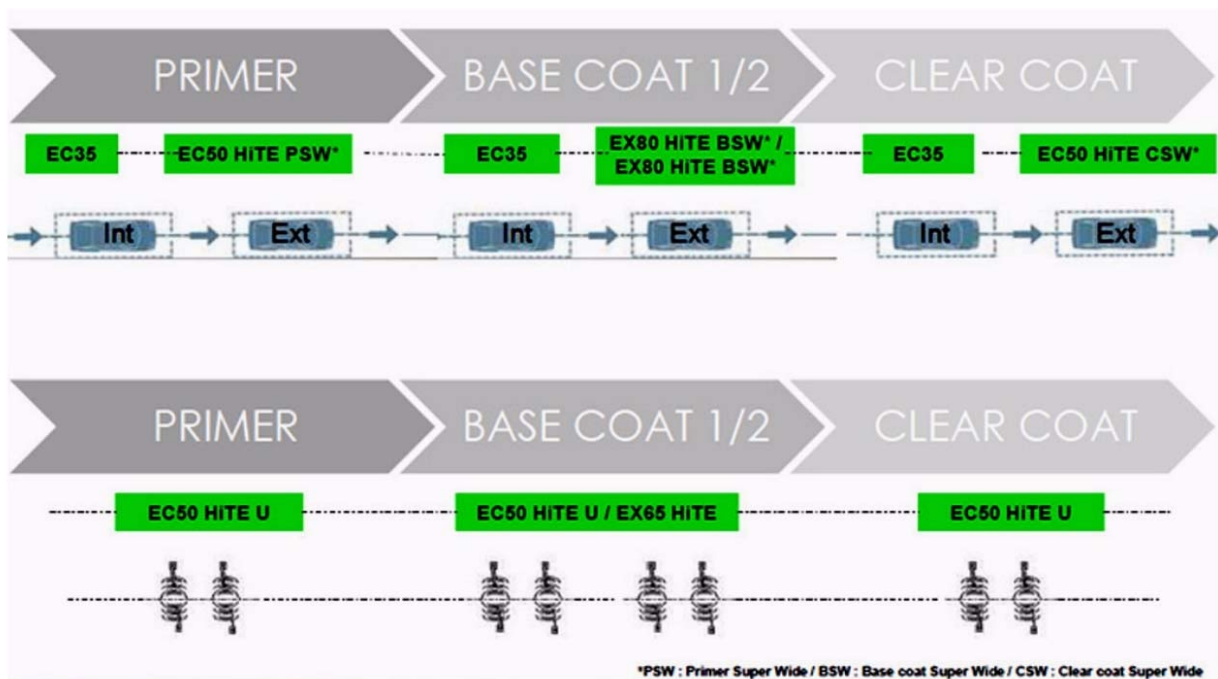 PRIMER
BASE COAT 1/2
CLEAR COAT
EC35
EC50 HiTE PSW*
EC35
EX80 HiTE BSW* /
EX80 HiTE BSW*
EC35
EC50 HiTE CSW*
Int
Ext
Int
Ext
Int
Ext
PRIMER
BASE COAT 1/2
CLEAR COAT
EC50 HiTE U
EC50 HiTE U / EX65 HiTE
EC50 HiTE U
*PSW : Primer Super Wide / BSW : Base coat Super Wide / CSW : Clear coat Super Wide